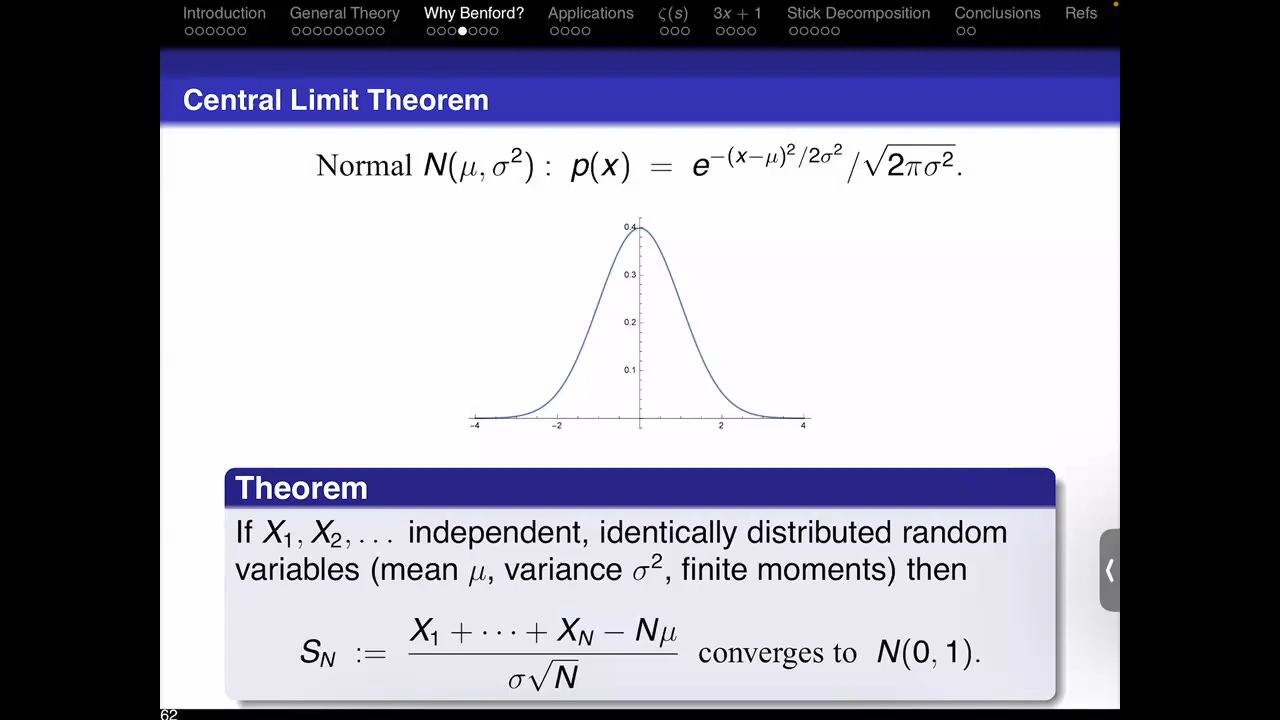 Introduction General Theory Why Benford? Applications ζ(s) 3x + 1 Stick Decomposition Conclusions Refs
Central Limit Theorem
Normal N(μ, σ²) : p(x) = e^{−(x−μ)²/2σ²}/√(2πσ²).
0.4
0.3
0.2
0.1
−4 −2 2 4
Theorem
If X₁, X₂, . . . independent, identically distributed random
variables (mean μ, variance σ², finite moments) then
S_N := (X₁ + · · · + X_N − Nμ)/(σ√N) converges to N(0, 1).
62